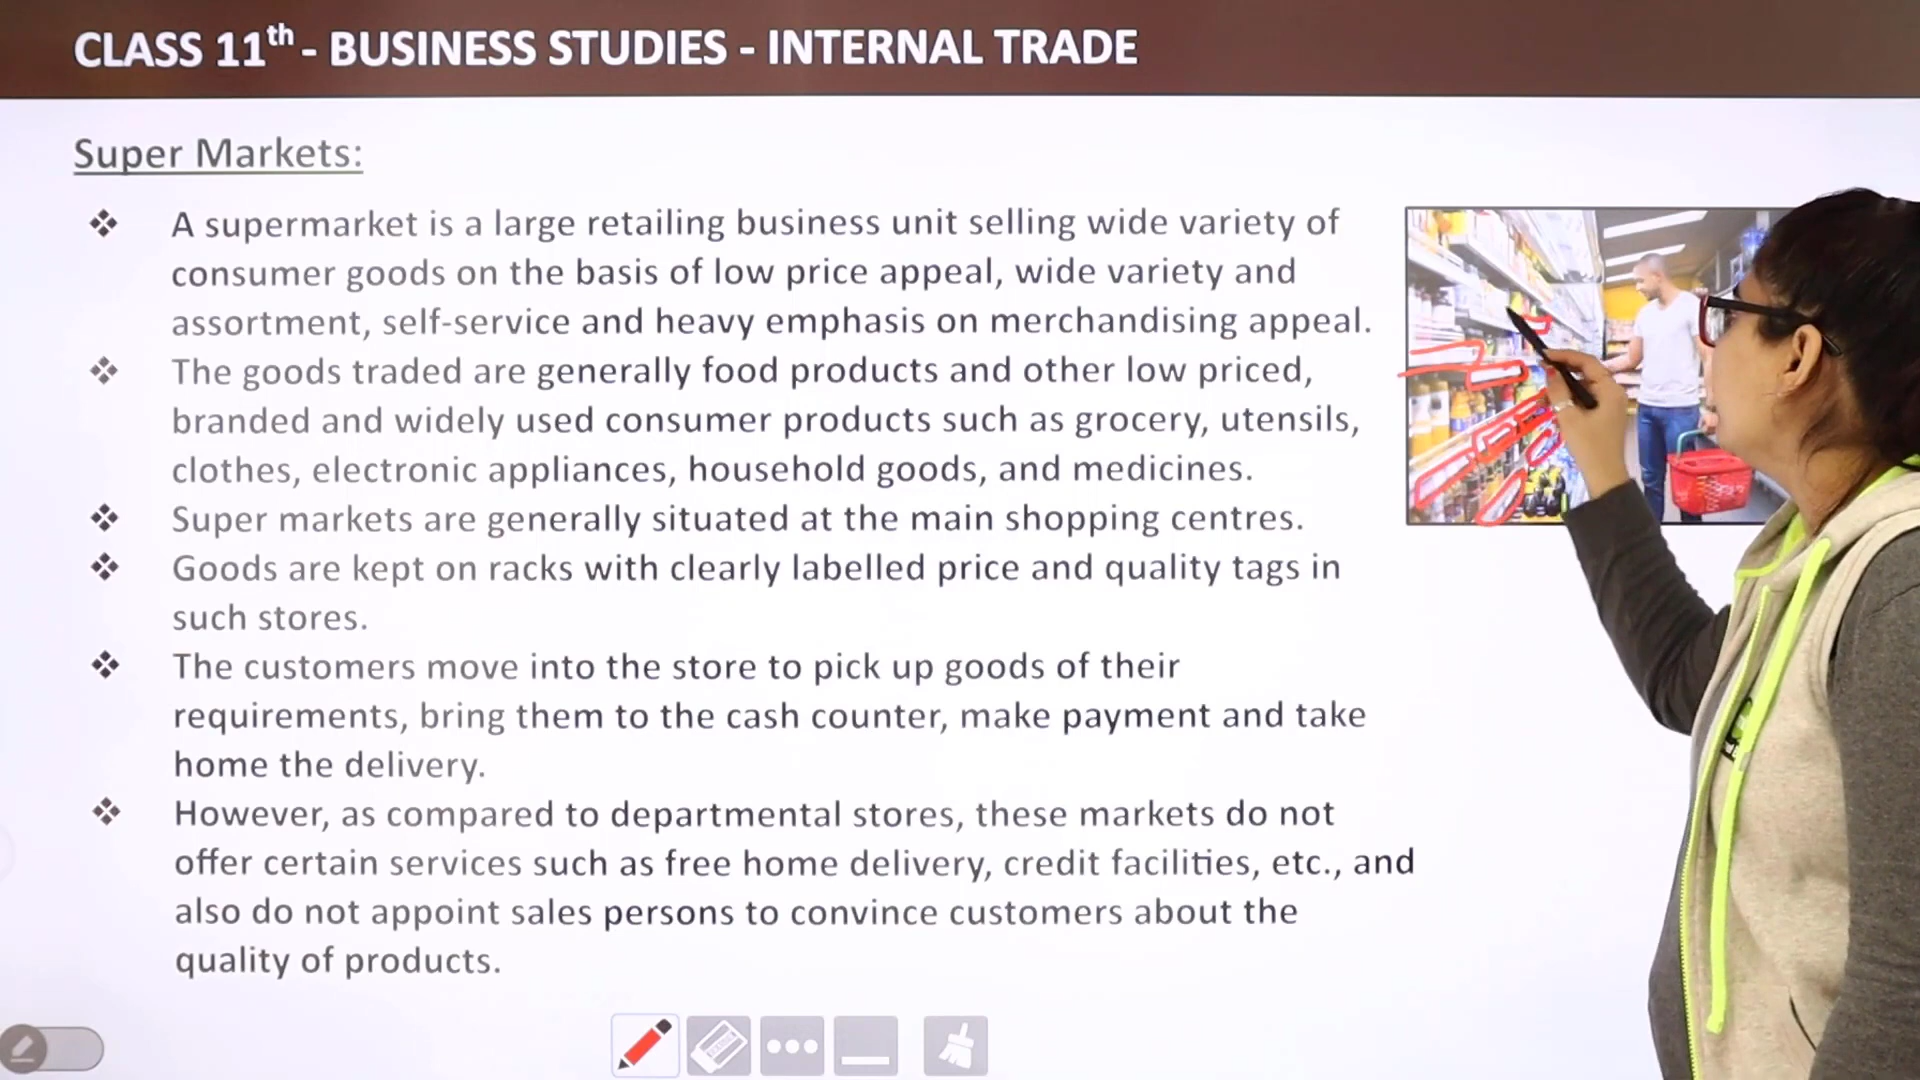 CLASS 11th - BUSINESS STUDIES - INTERNAL TRADE
Super Markets:
❖ A supermarket is a large retailing business unit selling wide variety of
consumer goods on the basis of low price appeal, wide variety and
assortment, self-service and heavy emphasis on merchandising appeal.
❖ The goods traded are generally food products and other low priced,
branded and widely used consumer products such as grocery, utensils,
clothes, electronic appliances, household goods, and medicines.
❖ Super markets are generally situated at the main shopping centres.
❖ Goods are kept on racks with clearly labelled price and quality tags in
such stores.
❖ The customers move into the store to pick up goods of their
requirements, bring them to the cash counter, make payment and take
home the delivery.
❖ However, as compared to departmental stores, these markets do not
offer certain services such as free home delivery, credit facilities, etc., and
also do not appoint sales persons to convince customers about the
quality of products.